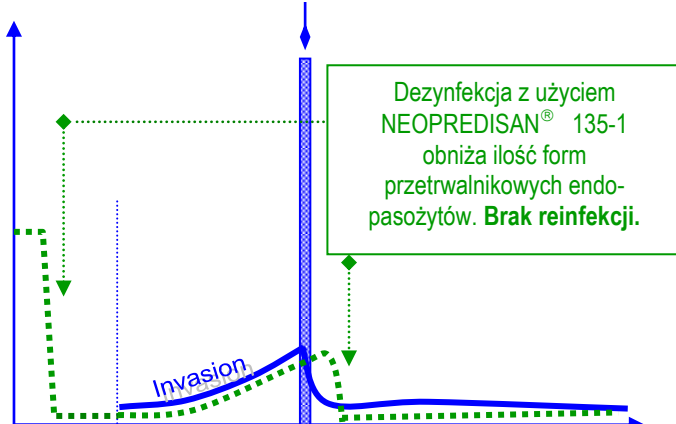 Dezynfekcja z użyciem
NEOPREDISAN® 135-1
obniża ilość form
przetrwalnikowych endo-
pasożytów. Brak reinfekcji.
Invasion